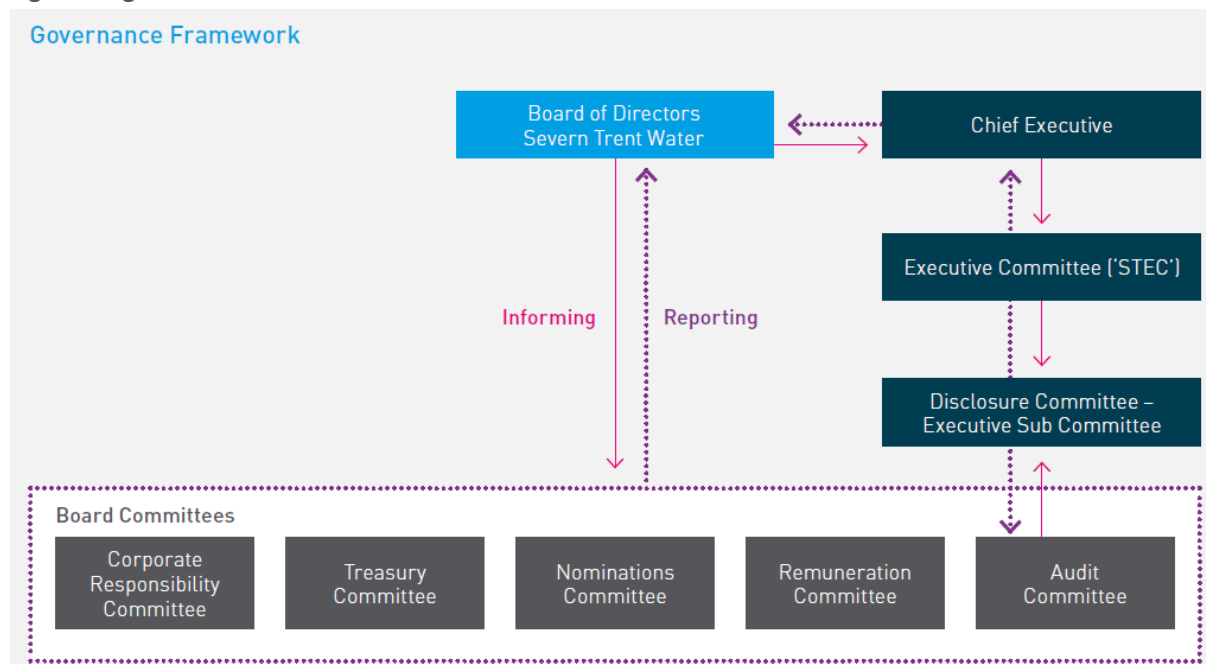 Governance Framework
Board of Directors
Severn Trent Water
Chief Executive
Executive Committee (‘STEC’)
Informing
Reporting
Disclosure Committee –
Executive Sub Committee
Board Committees
Corporate
Responsibility
Committee
Treasury
Committee
Nominations
Committee
Remuneration
Committee
Audit
Committee